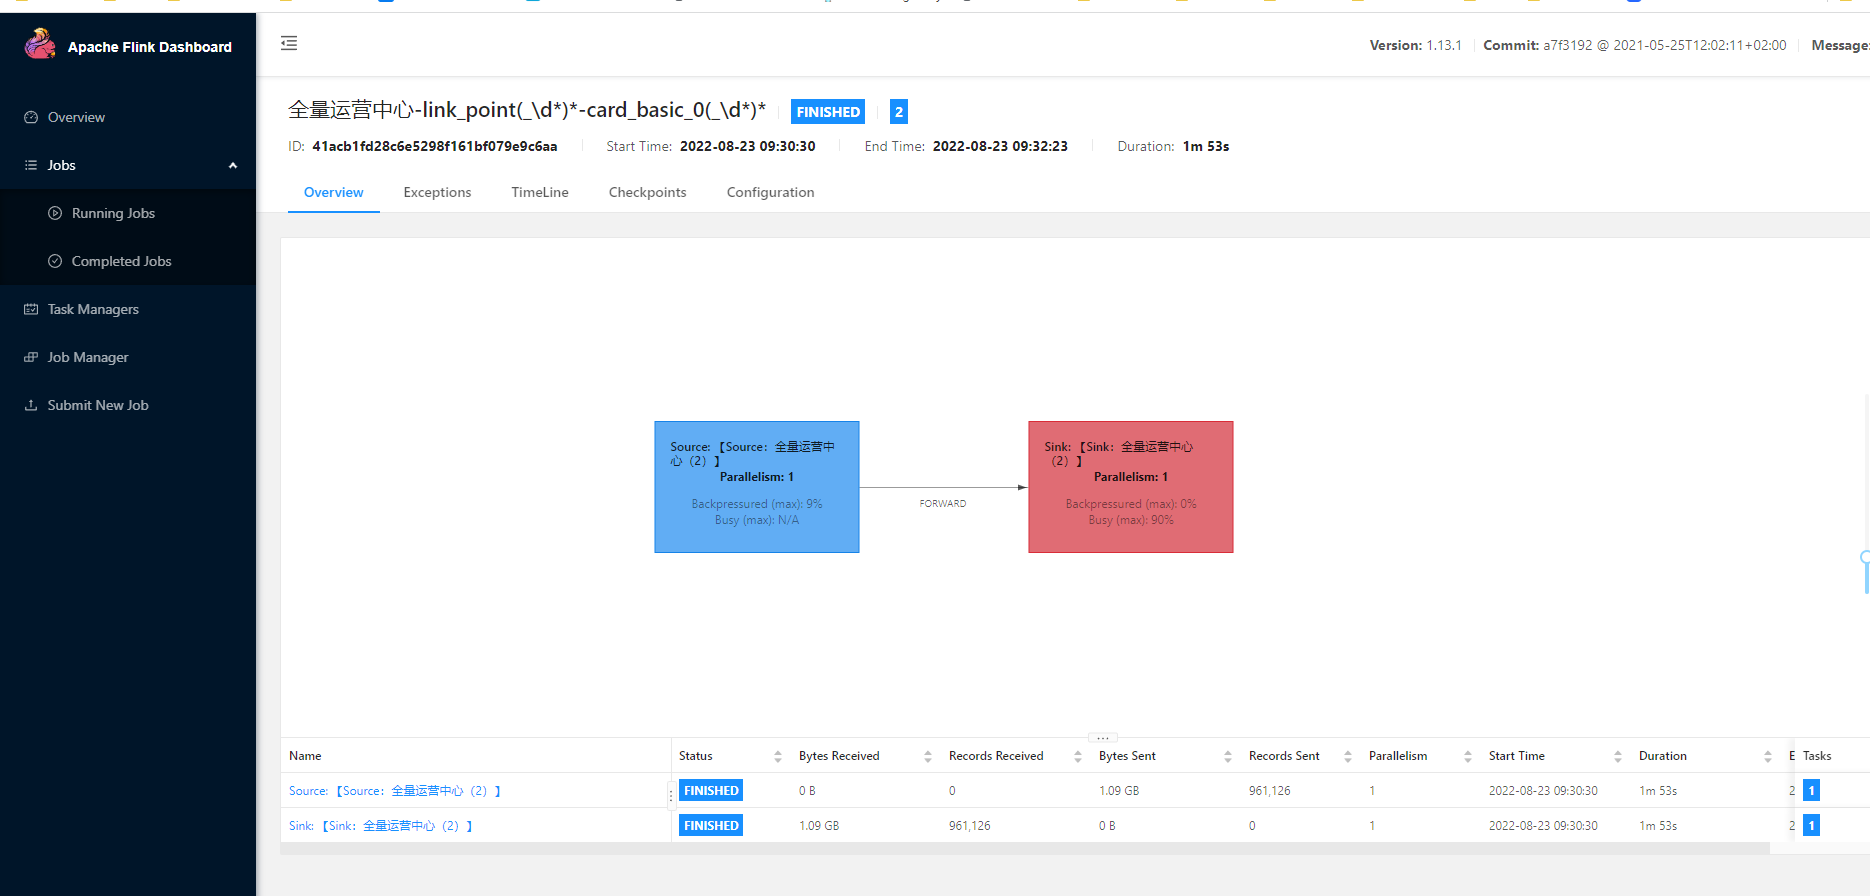 Apache Flink Dashboard
Version: 1.13.1 Commit: a7f3192 @ 2021-05-25T12:02:11+02:00 Message:
Overview
Jobs
Running Jobs
Completed Jobs
Task Managers
Job Manager
Submit New Job
全量运营中心-link_point(_\d*)*-card_basic_0(_\d*)* FINISHED 2
ID: 41acb1fd28c6e5298f161bf079e9c6aa Start Time: 2022-08-23 09:30:30 End Time: 2022-08-23 09:32:23 Duration: 1m 53s
Overview Exceptions TimeLine Checkpoints Configuration
Source: 【Source：全量运营中
心（2）】
Parallelism: 1
Backpressured (max): 9%
Busy (max): N/A
FORWARD
Sink: 【Sink：全量运营中心
（2）】
Parallelism: 1
Backpressured (max): 0%
Busy (max): 90%
Name Status Bytes Received Records Received Bytes Sent Records Sent Parallelism Start Time Duration E Tasks
Source: 【Source：全量运营中心（2）】 FINISHED 0 B 0 1.09 GB 961,126 1 2022-08-23 09:30:30 1m 53s 2 1
Sink: 【Sink：全量运营中心（2）】 FINISHED 1.09 GB 961,126 0 B 0 1 2022-08-23 09:30:30 1m 53s 2 1